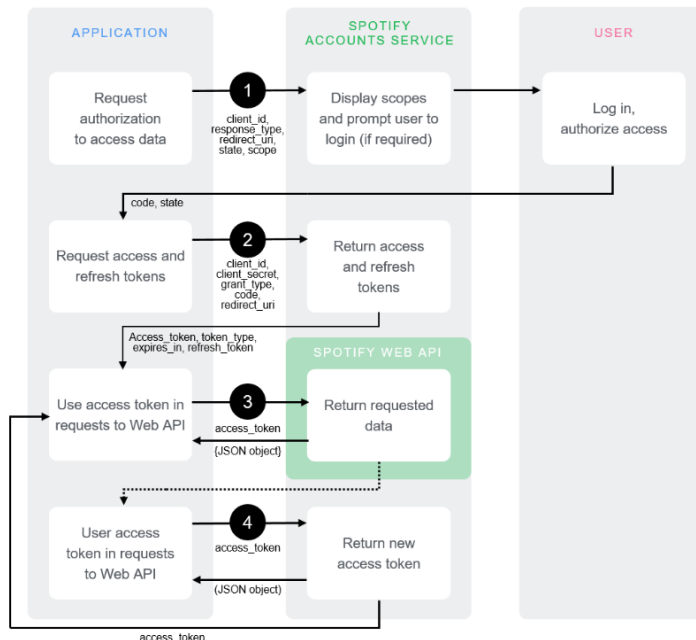 APPLICATION
SPOTIFY
ACCOUNTS SERVICE
USER
Request
authorization
to access data
1
client_id,
response_type,
redirect_uri,
state, scope
Display scopes
and prompt user to
login (if required)
Log in,
authorize access
code, state
Request access and
refresh tokens
2
client_id,
client_secret,
grant_type,
code,
redirect_uri
Return access
and refresh
tokens
Access_token, token_type,
expires_in, refresh_token
SPOTIFY WEB API
Use access token in
requests to Web API
3
access_token
(JSON object)
Return requested
data
User access
token in requests
to Web API
4
access_token
(JSON object)
Return new
access token
access_token